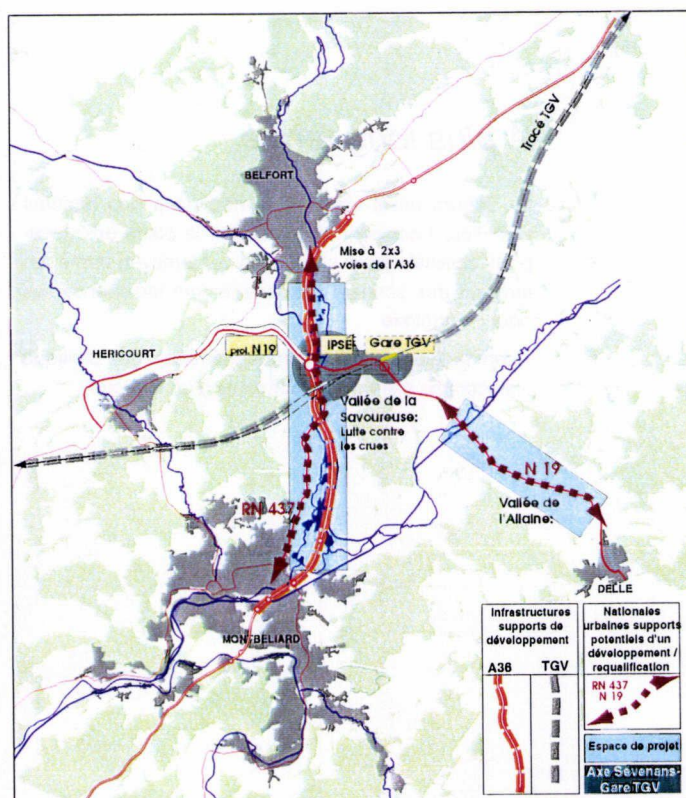 Tracé TGV
BELFORT
Mise à 2x3
voies de l'A36
HERICOURT
prol. N19
IPSE-
Gare TGV
Vallée de la
Savoureuse:
Lutte contre
les crues
RN 437
N 19
Vallée de
l'Allaine:
DELLE
MONTBELIARD
Infrastructures
supports de
développement
A36
TGV
Nationales
urbaines supports
potentiels d'un
développement /
requalification
RN 437
N 19
Espace de projet
Axe Sévenans-
Gare TGV